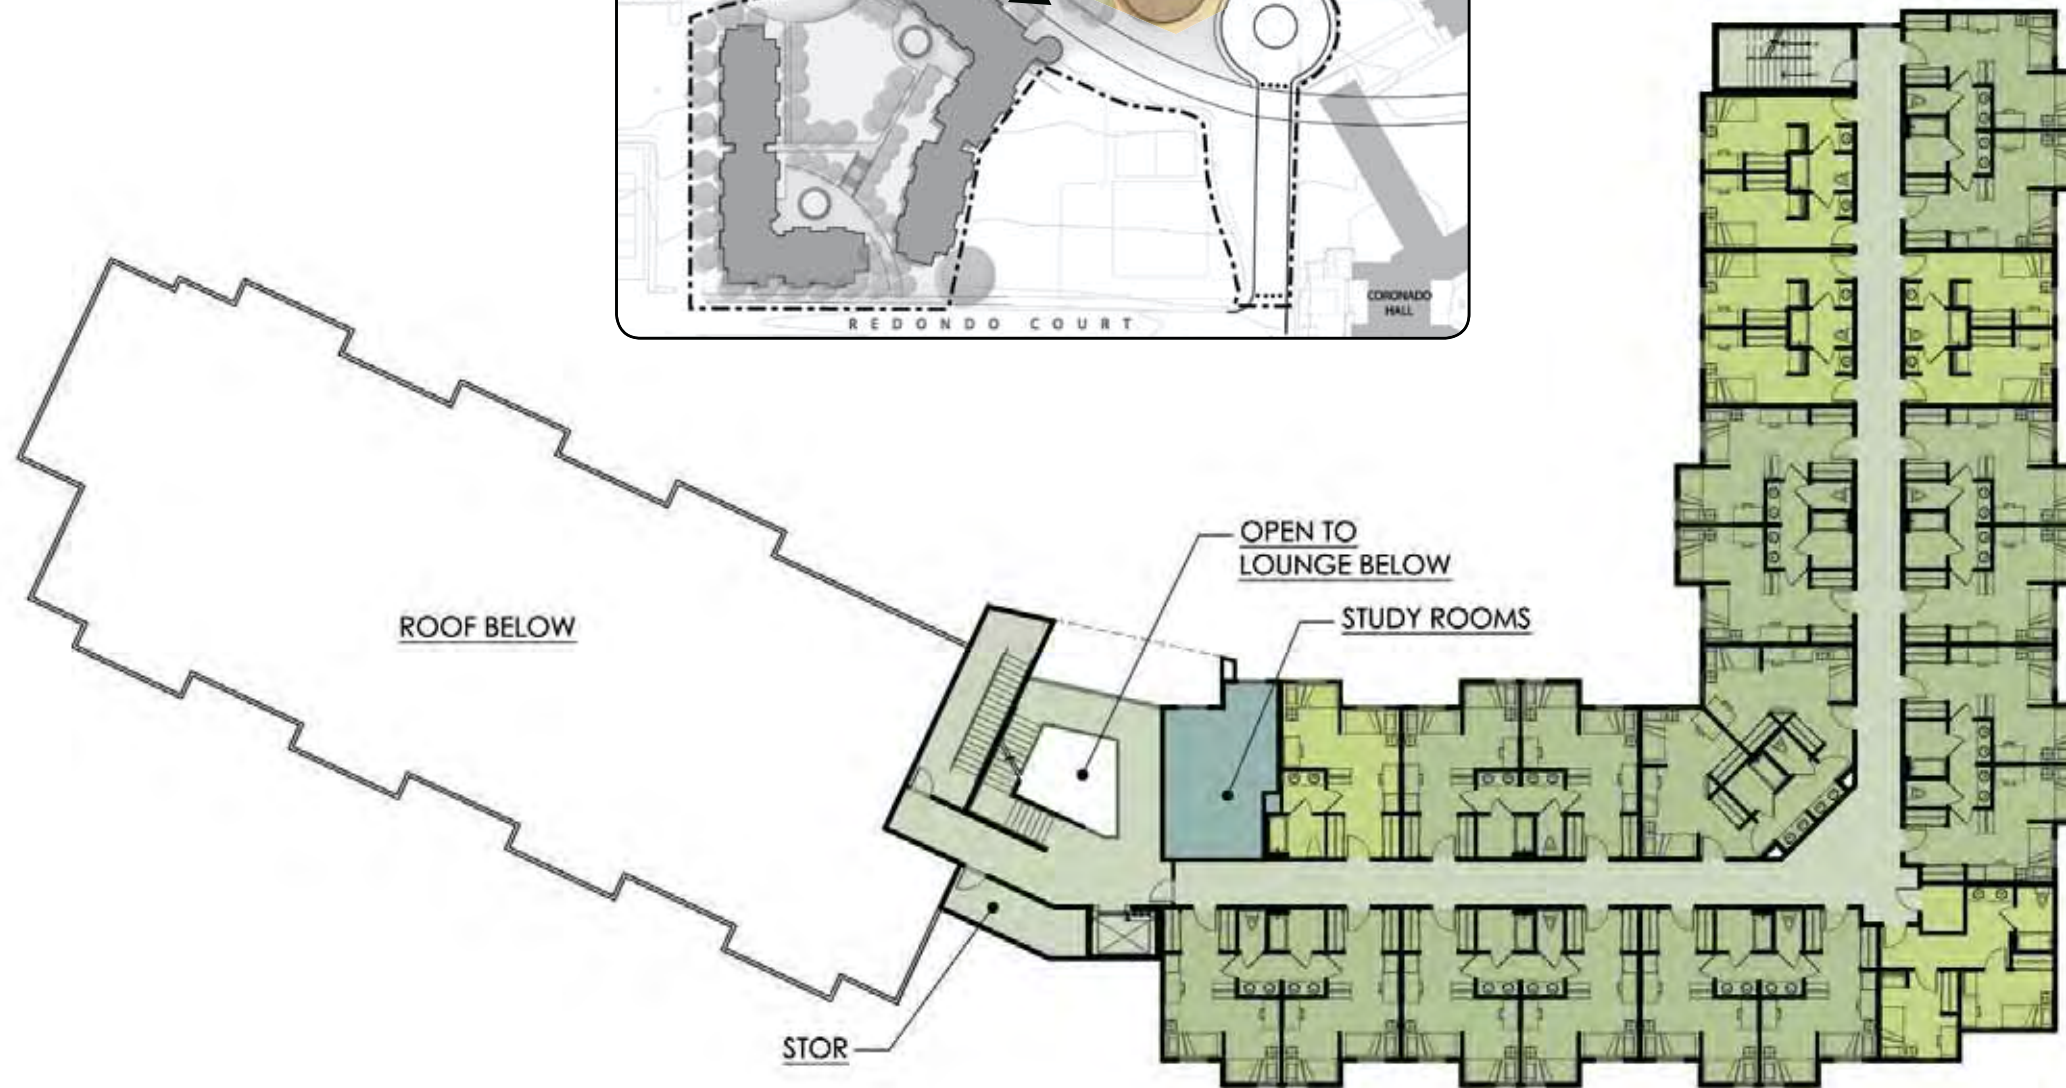 CORONADO
HALL
REDONDO COURT
OPEN TO
LOUNGE BELOW
STUDY ROOMS
ROOF BELOW
STOR